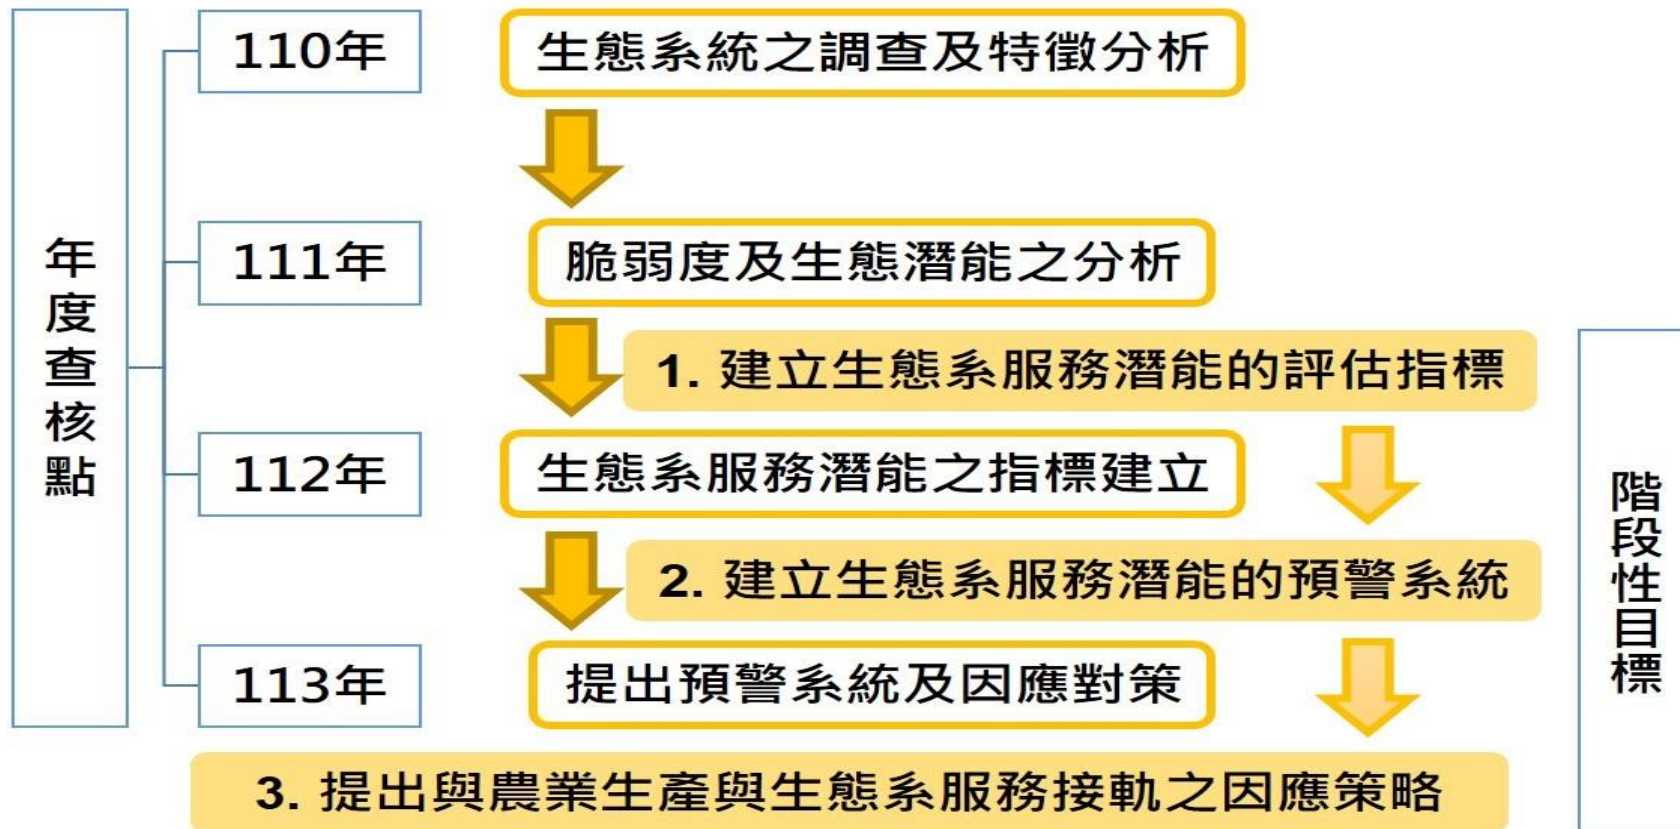 年度查核點
110年
生態系統之調查及特徵分析
111年
脆弱度及生態潛能之分析
1. 建立生態系服務潛能的評估指標
112年
生態系服務潛能之指標建立
2. 建立生態系服務潛能的預警系統
113年
提出預警系統及因應對策
3. 提出與農業生產與生態系服務接軌之因應策略
階段性目標